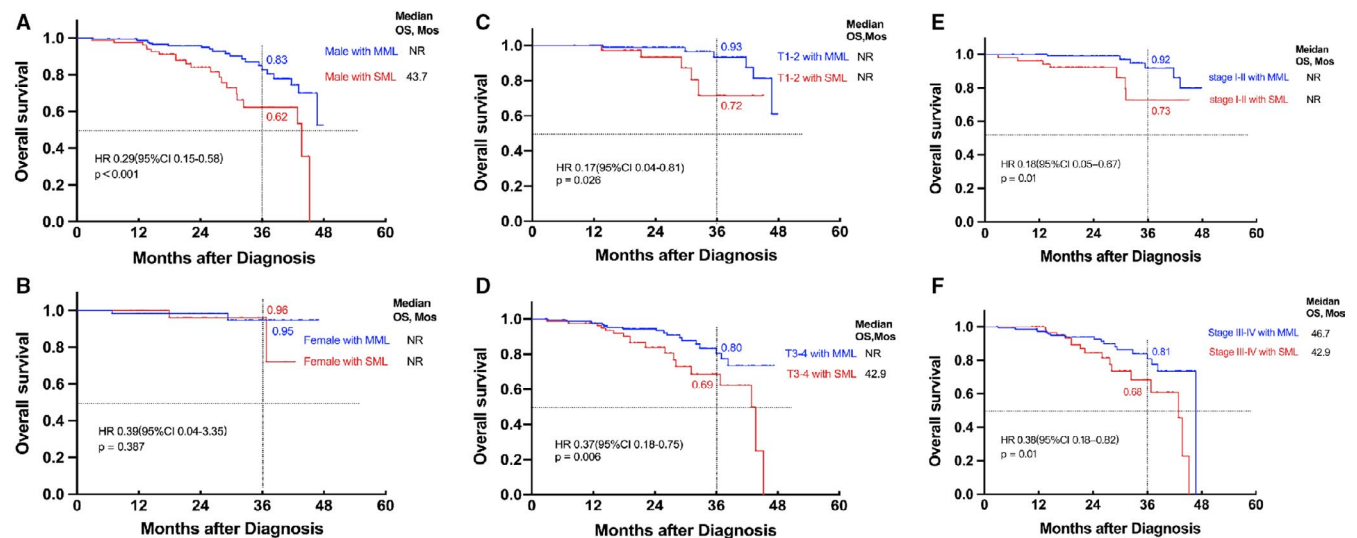 A
Median
OS, Mos
Male with MML NR
Male with SML 43.7
0.83
0.62
HR 0.29(95%CI 0.15-0.58)
p<0.001
Overall survival
1.0
0.8
0.6
0.4
0.2
0.0
0 12 24 36 48 60
Months after Diagnosis
C
Median
OS,Mos
T1-2 with MML NR
T1-2 with SML NR
0.93
0.72
HR 0.17(95%CI 0.04-0.81)
p = 0.026
Overall survival
1.0
0.8
0.6
0.4
0.2
0.0
0 12 24 36 48 60
Months after Diagnosis
E
Meidan
OS, Mos
stage I-II with MML NR
stage I-II with SML NR
0.92
0.73
HR 0.18(95%CI 0.05–0.67)
p = 0.01
Overall survival
1.0
0.8
0.6
0.4
0.2
0.0
0 12 24 36 48 60
Months after Diagnosis
B
Median
OS, Mos
Female with MML NR
Female with SML NR
0.96
0.95
HR 0.39(95%CI 0.04-3.35)
p = 0.387
Overall survival
1.0
0.8
0.6
0.4
0.2
0.0
0 12 24 36 48 60
Months after Diagnosis
D
Median
OS,Mos
T3-4 with MML NR
T3-4 with SML 42.9
0.80
0.69
HR 0.37(95%CI 0.18-0.75)
p = 0.006
Overall survival
1.0
0.8
0.6
0.4
0.2
0.0
0 12 24 36 48 60
Months after Diagnosis
F
Meidan
OS, Mos
Stage III-IV with MML 46.7
Stage III-IV with SML 42.9
0.81
0.68
HR 0.38(95%CI 0.18–0.82)
p = 0.01
Overall survival
1.0
0.8
0.6
0.4
0.2
0.0
0 12 24 36 48 60
Months after Diagnosis